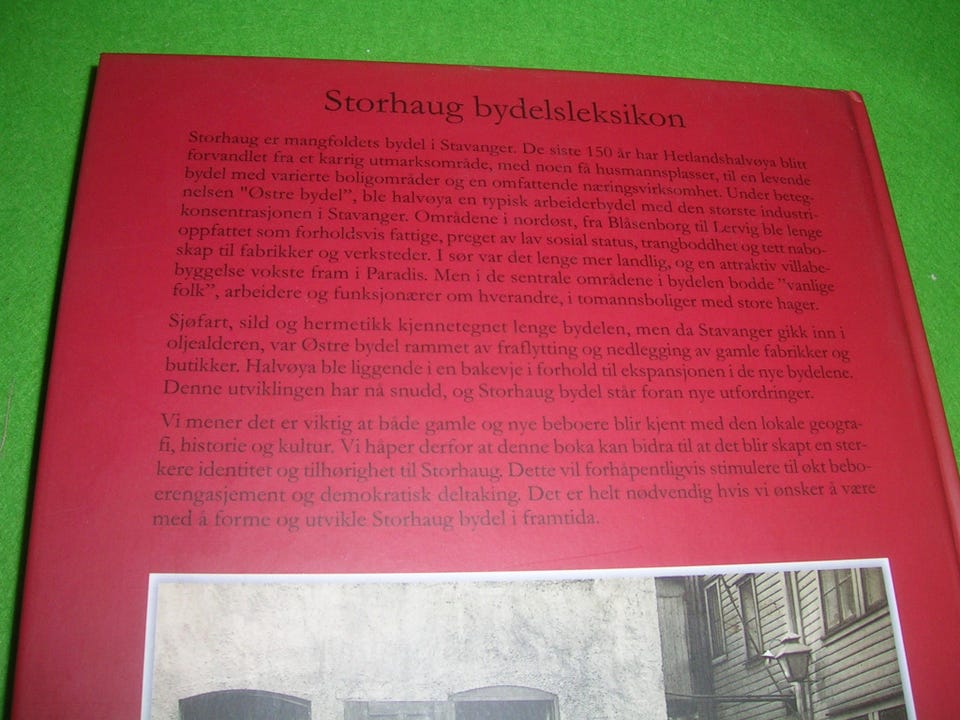 Storhaug bydelsleksikon
Storhaug er mangfoldets bydel i Stavanger. De siste 150 år har Hetlandshalvøya blitt
forvandlet fra et karrig utmarksområde, med noen få husmannsplasser, til en levende
bydel med varierte boligområder og en omfattende næringsvirksomhet. Under beteg-
nelsen "Østre bydel”, ble halvøya en typisk arbeiderbydel med den største industri-
konsentrasjonen i Stavanger. Områdene i nordøst, fra Blåsenborg til Lervig ble lenge
oppfattet som forholdsvis fattige, preget av lav sosial status, trangboddhet og tett nabo-
skap til fabrikker og verksteder. I sør var det lenge mer landlig, og en attraktiv villabe-
byggelse vokste fram i Paradis. Men i de sentrale områdene i bydelen bodde ”vanlige
folk”, arbeidere og funksjonærer om hverandre, i tomannsboliger med store hager.
Sjøfart, sild og hermetikk kjennetegnet lenge bydelen, men da Stavanger gikk inn i
oljealderen, var Østre bydel rammet av fraflytting og nedlegging av gamle fabrikker og
butikker. Halvøya ble liggende i en bakevje i forhold til ekspansjonen i de nye bydelene.
Denne utviklingen har nå snudd, og Storhaug bydel står foran nye utfordringer.
Vi mener det er viktig at både gamle og nye beboere blir kjent med den lokale geogra-
fi, historie og kultur. Vi håper derfor at denne boka kan bidra til at det blir skapt en ster-
kere identitet og tilhørighet til Storhaug. Dette vil forhåpentligvis stimulere til økt bebo-
erengasjement og demokratisk deltaking. Det er helt nødvendig hvis vi ønsker å være
med å forme og utvikle Storhaug bydel i framtida.